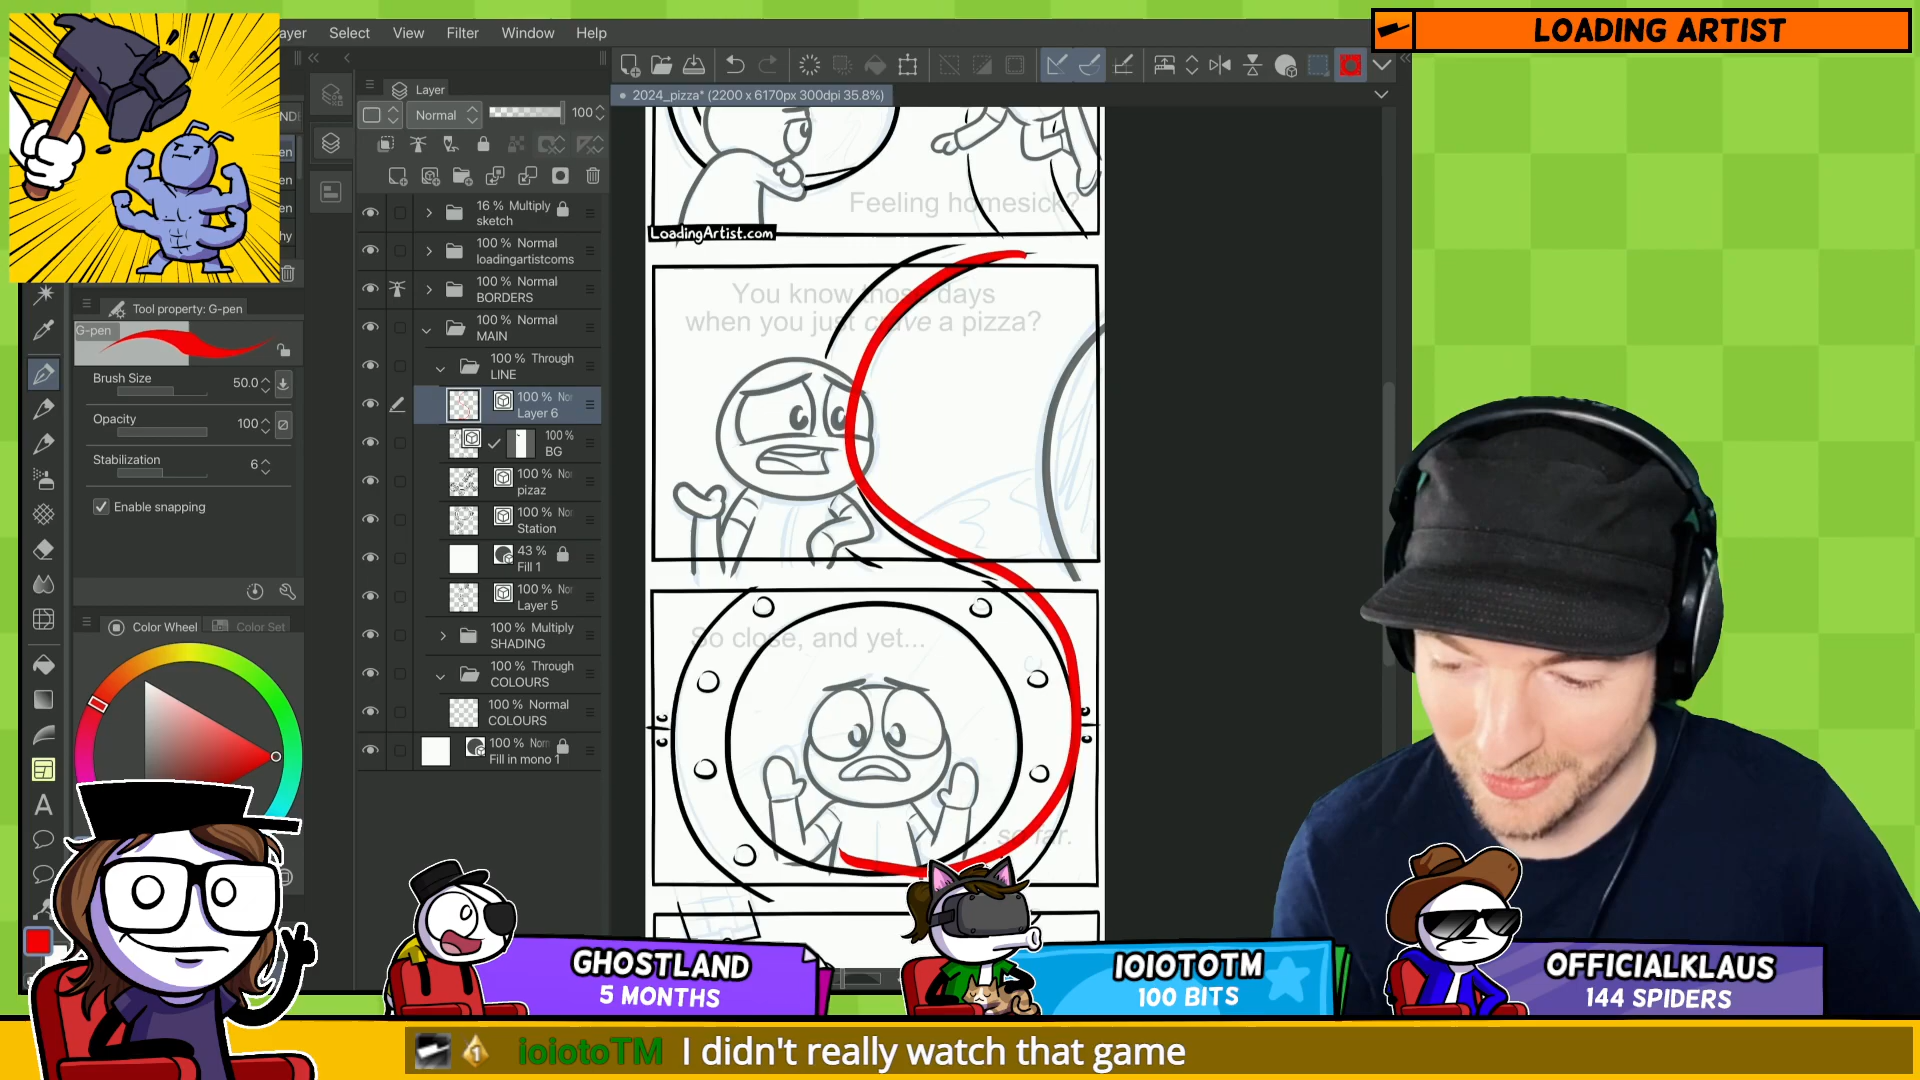 LOADING ARTIST
ayer Select View Filter Window Help
Layer
2024_pizza* (2200 x 6170px 300dpi 35.8%)
Normal 100
16 % Multiply
sketch
100 % Normal
loadingartistcoms
100 % Normal
BORDERS
100 % Normal
MAIN
100 % Through
LINE
100 % No
Layer 6
100 %
BG
100 % No
pizaz
100 % No
Station
43 %
Fill 1
100 % No
Layer 5
100 % Multiply
SHADING
100 % Through
COLOURS
100 % Normal
COLOURS
100 % Norn
Fill in mono 1
Tool property: G-pen
G-pen
Brush Size 50.0
Opacity 100
Stabilization 6
Enable snapping
Color Wheel Color Set
Feeling homesick?
LoadingArtist.com
You know those days
when you just crave a pizza?
So close, and yet...
.. so far.
GHOSTLAND
5 MONTHS
IOIOTOTM
100 BITS
OFFICIALKLAUS
144 SPIDERS
ioiotoTM I didn't really watch that game